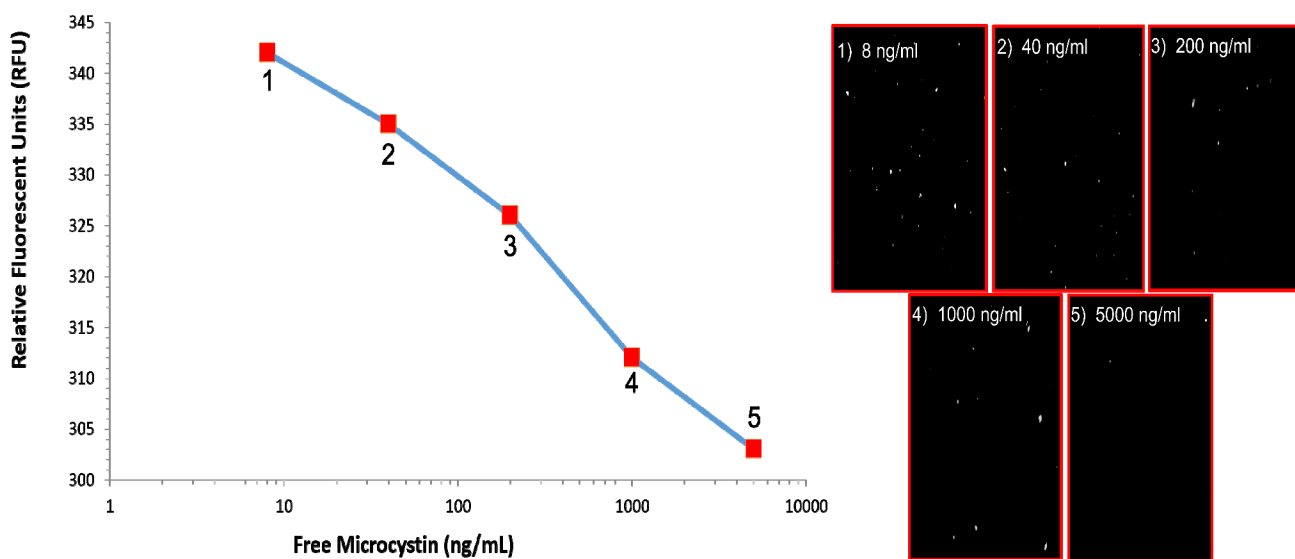 Relative Fluorescent Units (RFU)
345
340
335
330
325
320
315
310
305
300
1
2
3
4
5
1
10
100
1000
10000
Free Microcystin (ng/mL)
1) 8 ng/ml
2) 40 ng/ml
3) 200 ng/ml
4) 1000 ng/ml
5) 5000 ng/ml